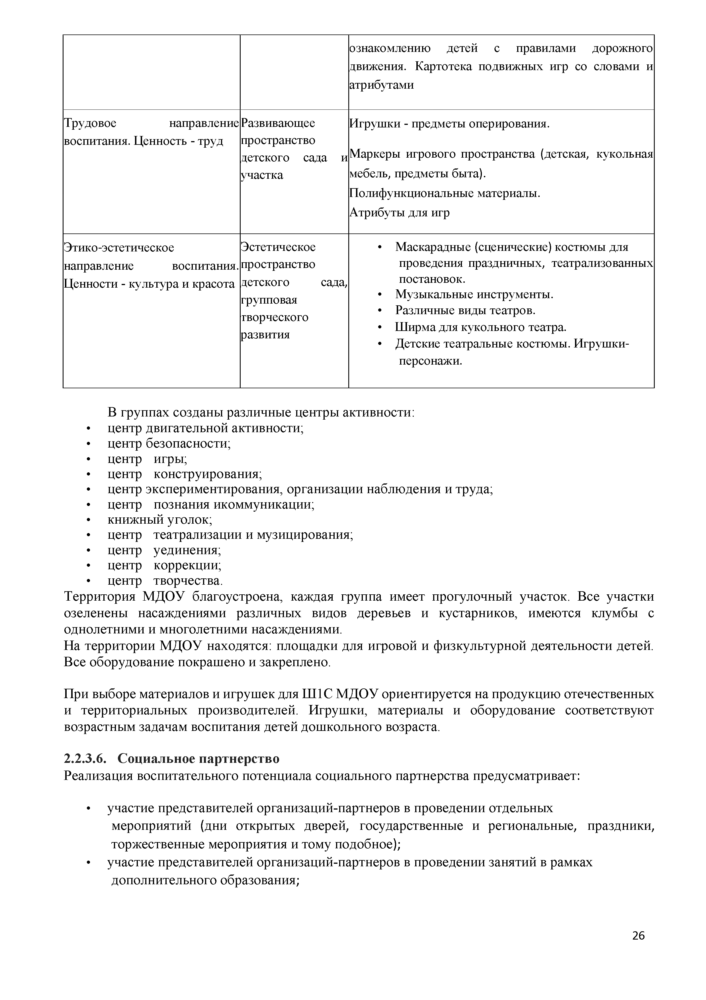 ознакомлению детей с правилами дорожного
движения. Картотека подвижных игр со словами и
атрибутами
Трудовое направление
воспитания. Ценность - труд
Развивающее
пространство
детского сада и
участка
Игрушки - предметы оперирования.
Маркеры игрового пространства (детская, кукольная
мебель, предметы быта).
Полифункциональные материалы.
Атрибуты для игр
Этико-эстетическое
направление воспитания.
Ценности - культура и красота
Эстетическое
пространство
детского сада,
групповая
творческого
развития
• Маскарадные (сценические) костюмы для
проведения праздничных, театрализованных
постановок.
• Музыкальные инструменты.
• Различные виды театров.
• Ширма для кукольного театра.
• Детские театральные костюмы. Игрушки-
персонажи.
В группах созданы различные центры активности:
• центр двигательной активности;
• центр безопасности;
• центр игры;
• центр конструирования;
• центр экспериментирования, организации наблюдения и труда;
• центр познания икоммуникации;
• книжный уголок;
• центр театрализации и музицирования;
• центр уединения;
• центр коррекции;
• центр творчества.
Территория МДОУ благоустроена, каждая группа имеет прогулочный участок. Все участки
озеленены насаждениями различных видов деревьев и кустарников, имеются клумбы с
однолетними и многолетними насаждениями.
На территории МДОУ находятся: площадки для игровой и физкультурной деятельности детей.
Все оборудование покрашено и закреплено.
При выборе материалов и игрушек для Ш1С МДОУ ориентируется на продукцию отечественных
и территориальных производителей. Игрушки, материалы и оборудование соответствуют
возрастным задачам воспитания детей дошкольного возраста.
2.2.3.6. Социальное партнерство
Реализация воспитательного потенциала социального партнерства предусматривает:
• участие представителей организаций-партнеров в проведении отдельных
мероприятий (дни открытых дверей, государственные и региональные, праздники,
торжественные мероприятия и тому подобное);
• участие представителей организаций-партнеров в проведении занятий в рамках
дополнительного образования;
26